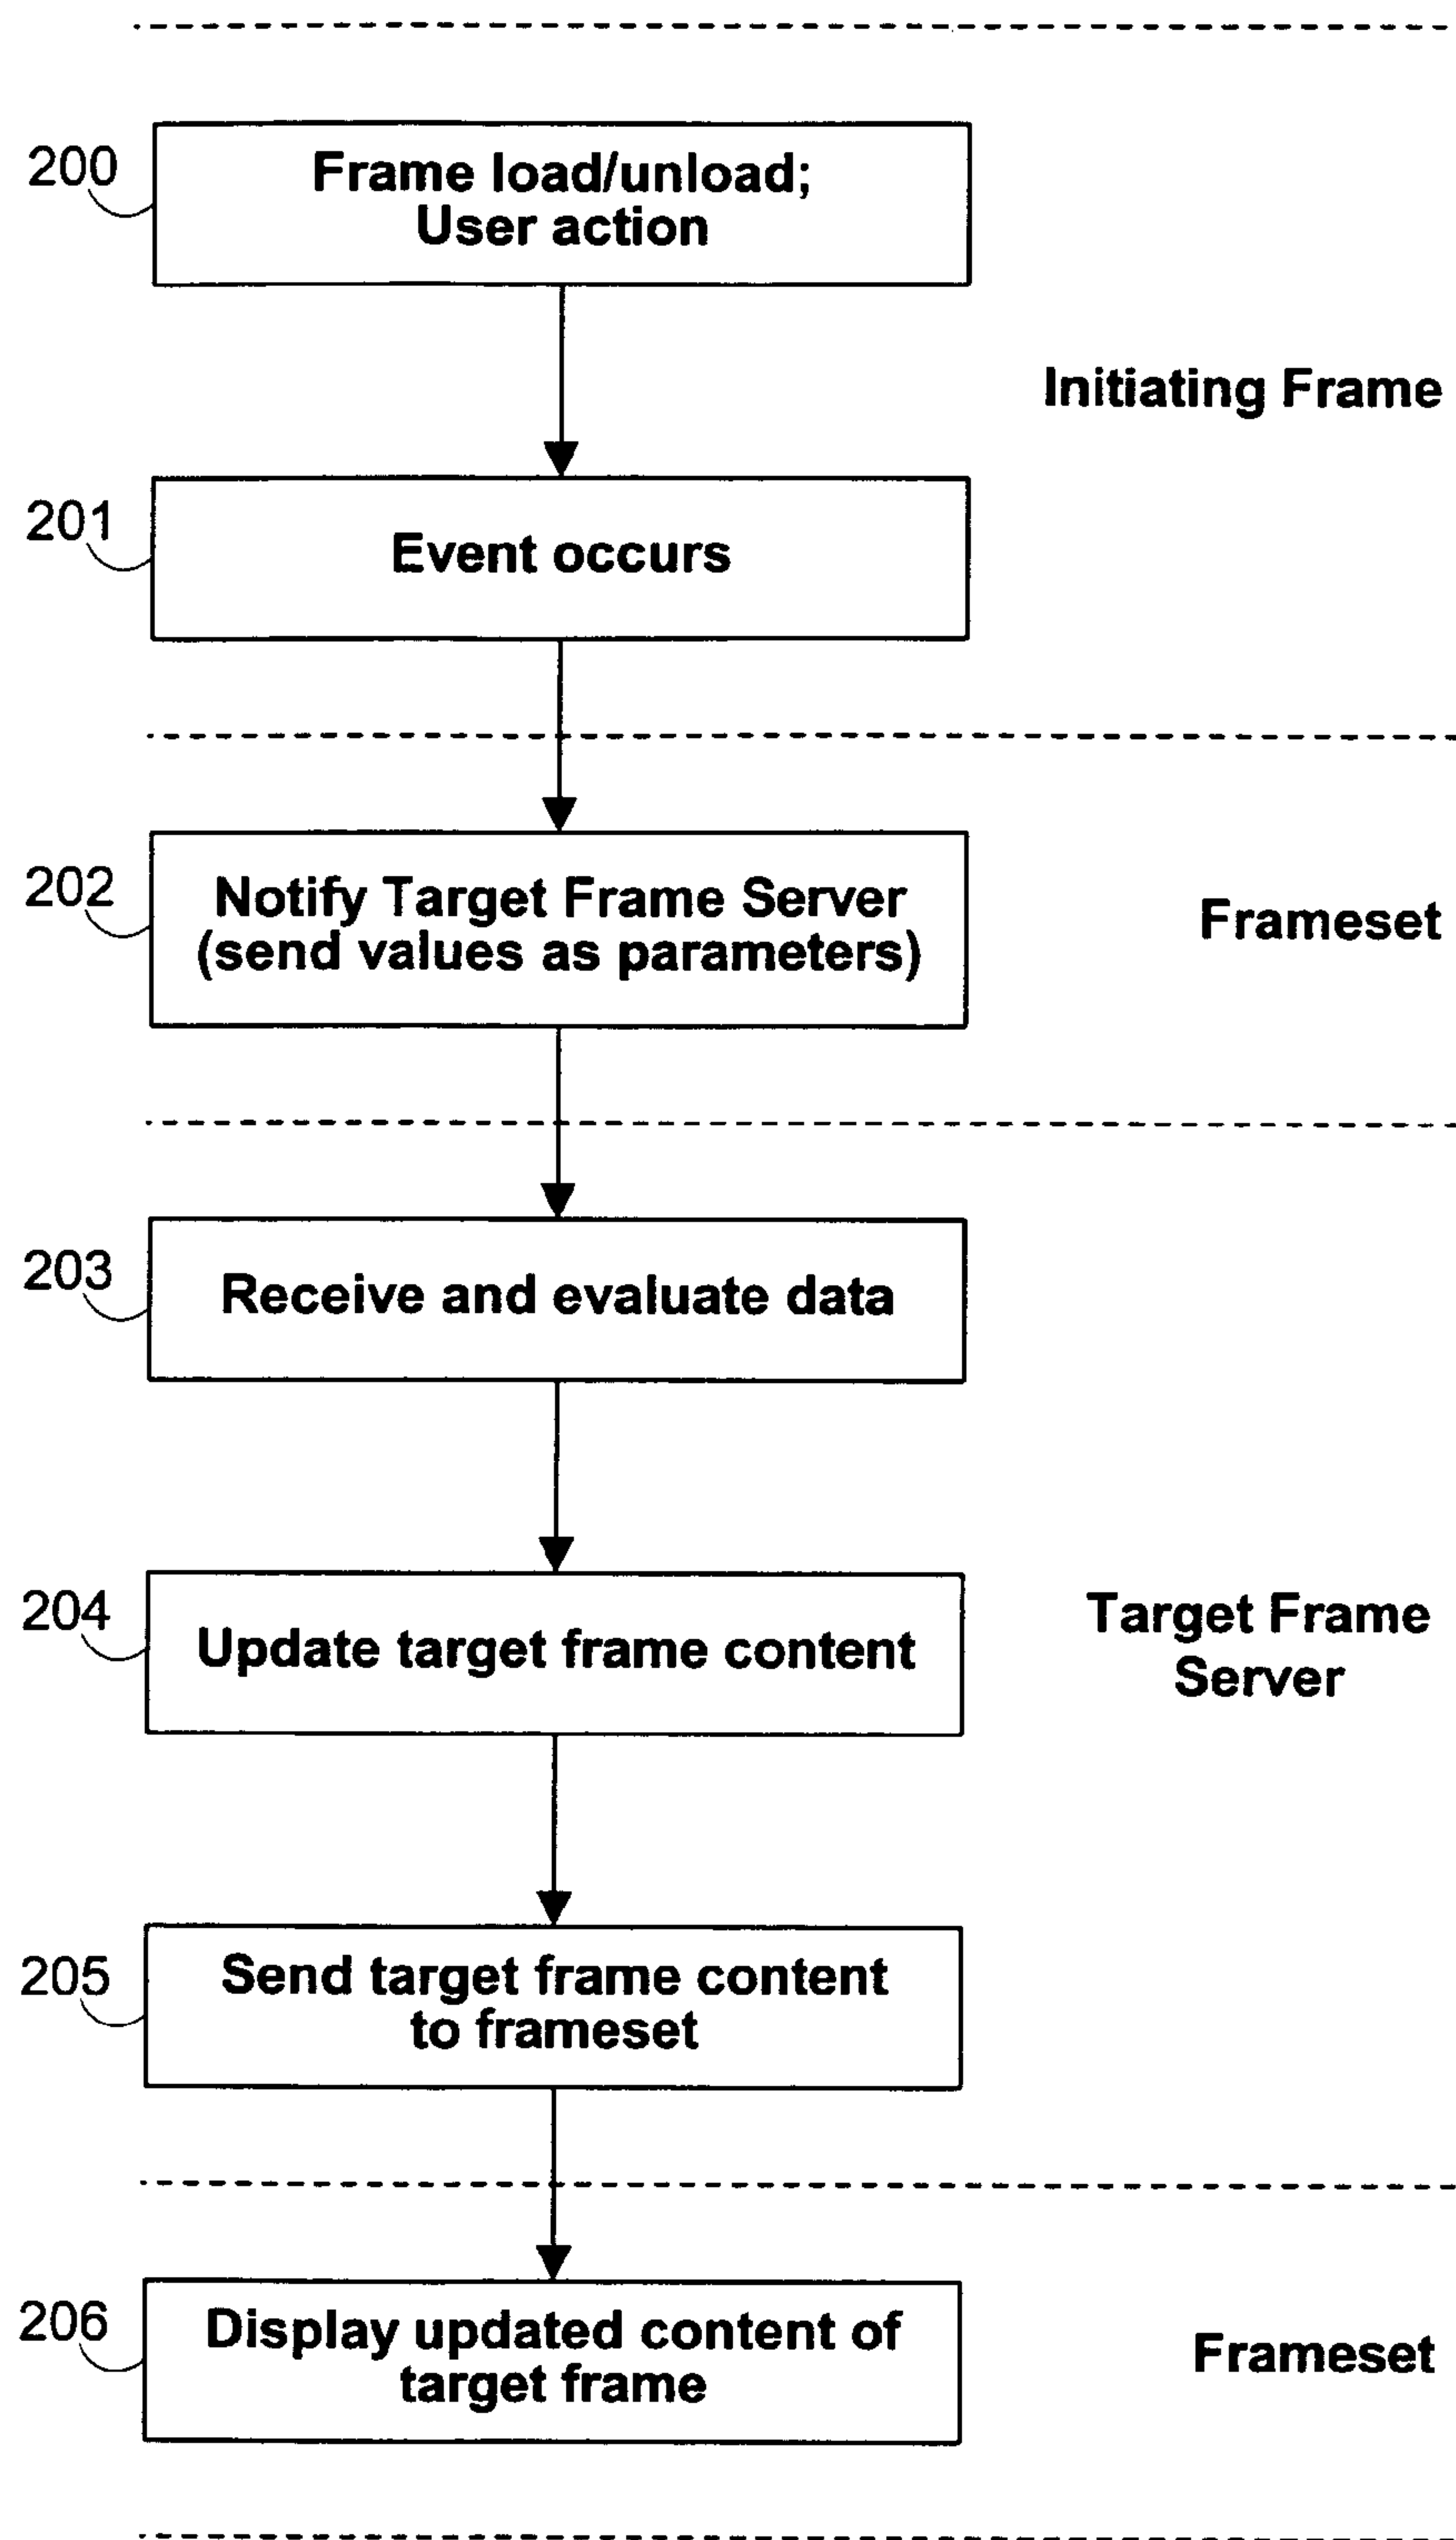 200
Frame load/unload;
User action
Initiating Frame
201
Event occurs
202
Notify Target Frame Server
(send values as parameters)
Frameset
203
Receive and evaluate data
204
Update target frame content
Target Frame
Server
205
Send target frame content
to frameset
206
Display updated content of
target frame
Frameset